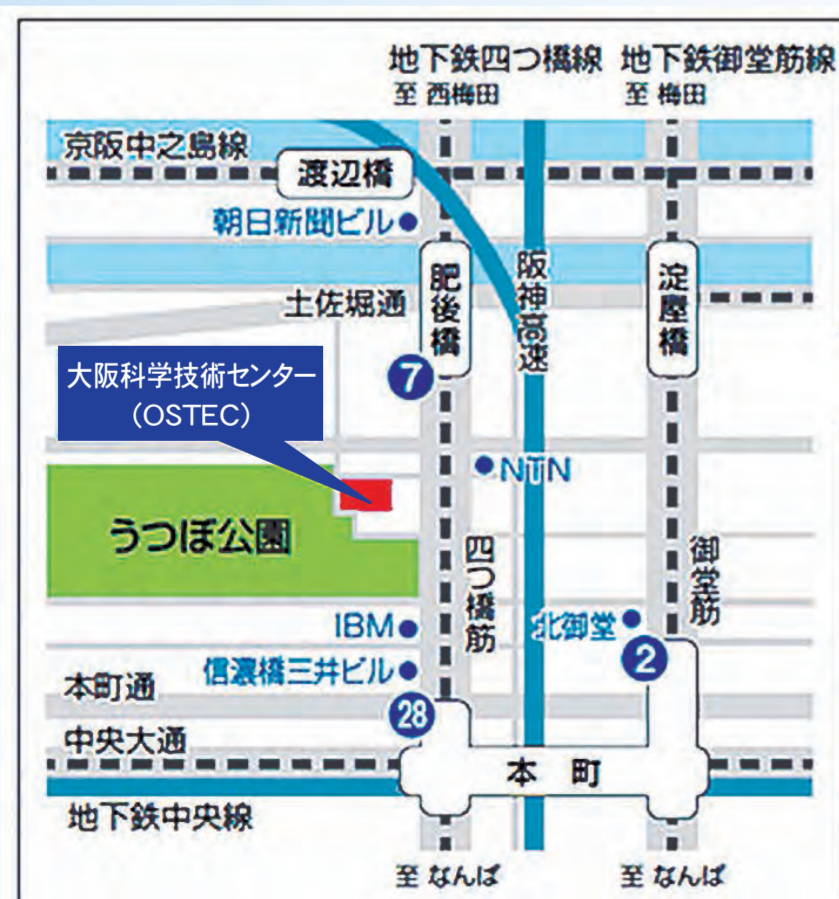 地下鉄四つ橋線 地下鉄御堂筋線
至 西梅田 至 梅田
京阪中之島線
渡辺橋
朝日新聞ビル
肥後橋
阪神高速
淀屋橋
土佐堀通
7
大阪科学技術センター
(OSTEC)
NTN
うつぼ公園
四つ橋筋
御堂筋
IBM
北御堂
2
信濃橋三井ビル
本町通
28
中央大通
本町
地下鉄中央線
至 なんば 至 なんば